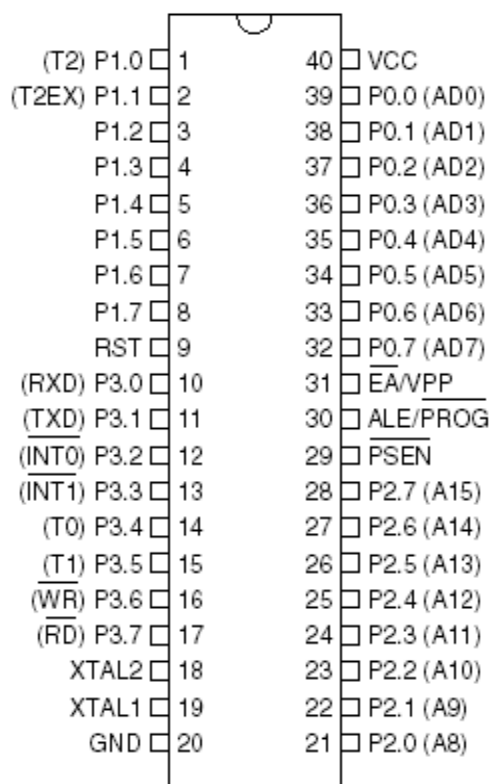 (T2) P1.0 1 40 VCC
(T2EX) P1.1 2 39 P0.0 (AD0)
P1.2 3 38 P0.1 (AD1)
P1.3 4 37 P0.2 (AD2)
P1.4 5 36 P0.3 (AD3)
P1.5 6 35 P0.4 (AD4)
P1.6 7 34 P0.5 (AD5)
P1.7 8 33 P0.6 (AD6)
RST 9 32 P0.7 (AD7)
(RXD) P3.0 10 31 E̅A̅/VPP
(TXD) P3.1 11 30 ALE/P̅R̅O̅G̅
(I̅N̅T̅0̅) P3.2 12 29 P̅S̅E̅N̅
(I̅N̅T̅1̅) P3.3 13 28 P2.7 (A15)
(T0) P3.4 14 27 P2.6 (A14)
(T1) P3.5 15 26 P2.5 (A13)
(W̅R̅) P3.6 16 25 P2.4 (A12)
(R̅D̅) P3.7 17 24 P2.3 (A11)
XTAL2 18 23 P2.2 (A10)
XTAL1 19 22 P2.1 (A9)
GND 20 21 P2.0 (A8)